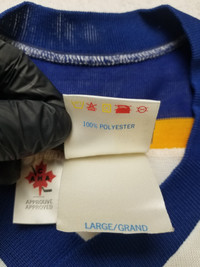 100% POLYESTER
APPROUVÉ
APPROVED
LARGE/GRAND